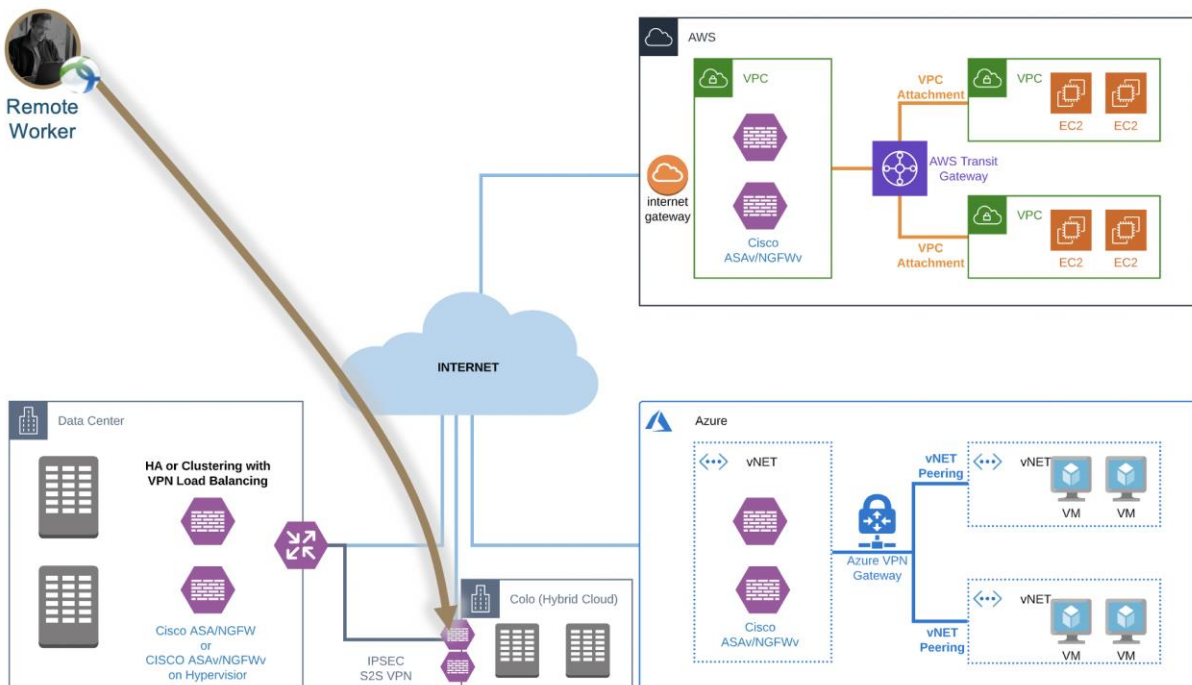 Remote
Worker
AWS
VPC
internet
gateway
Cisco
ASAv/NGFWv
AWS Transit
Gateway
VPC
Attachment
VPC
EC2
EC2
VPC
Attachment
VPC
EC2
EC2
INTERNET
Data Center
HA or Clustering with
VPN Load Balancing
Cisco ASA/NGFW
or
CISCO ASAv/NGFWv
on Hypervisior
IPSEC
S2S VPN
Colo (Hybrid Cloud)
Azure
vNET
Cisco
ASAv/NGFWv
Azure VPN
Gateway
vNET
Peering
vNET
VM
VM
vNET
Peering
vNET
VM
VM